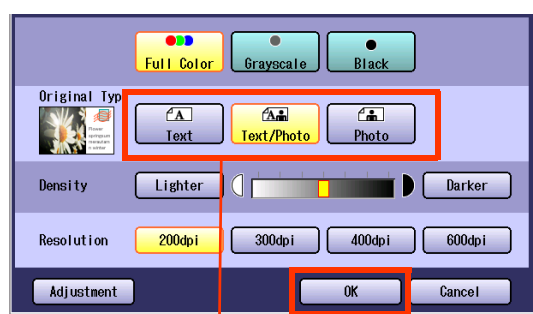 Full Color Grayscale Black
Original Typ
A Text A Text/Photo Photo
Density Lighter Darker
Resolution 200dpi 300dpi 400dpi 600dpi
Adjustment OK Cancel